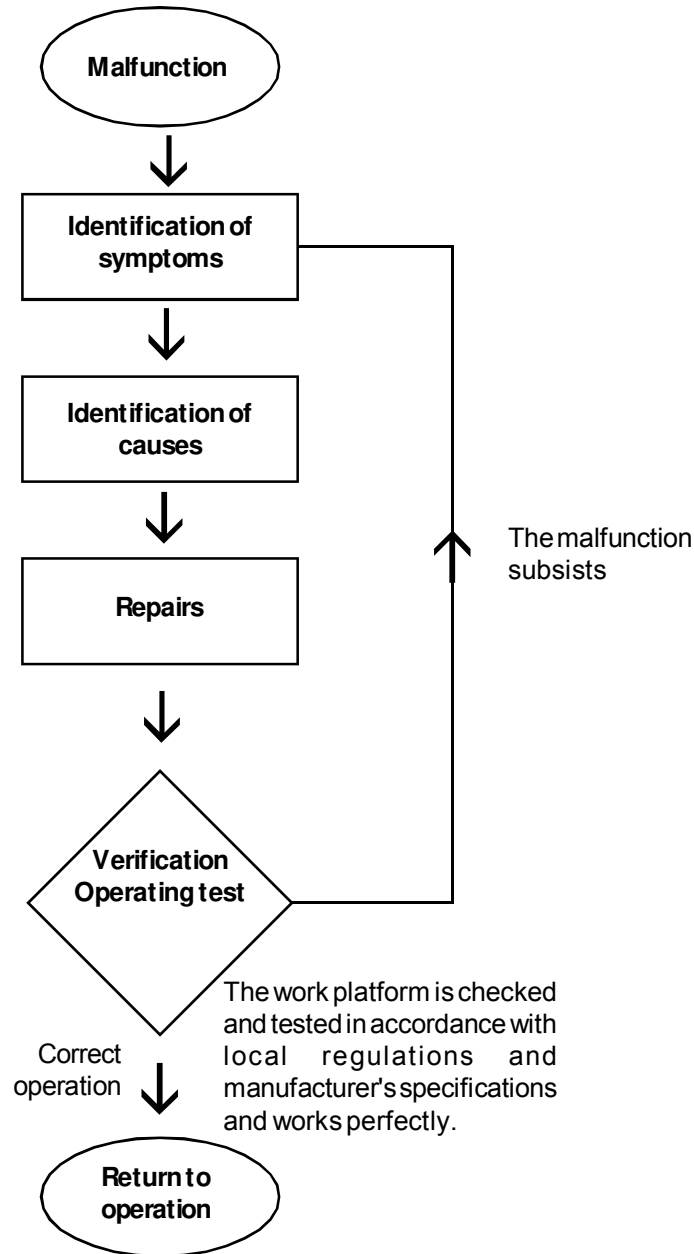 Malfunction
Identification of
symptoms
Identification of
causes
Repairs
The malfunction
subsists
Verification
Operating test
The work platform is checked
and tested in accordance with
local regulations and
manufacturer's specifications
and works perfectly.
Correct
operation
Return to
operation